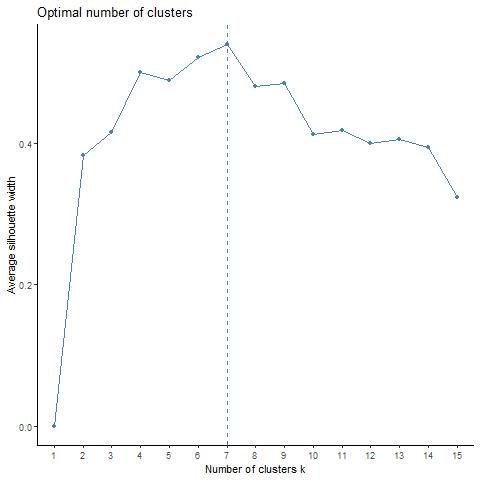 Optimal number of clusters
Average silhouette width
0.4
0.2
0.0
1 2 3 4 5 6 7 8 9 10 11 12 13 14 15
Number of clusters k